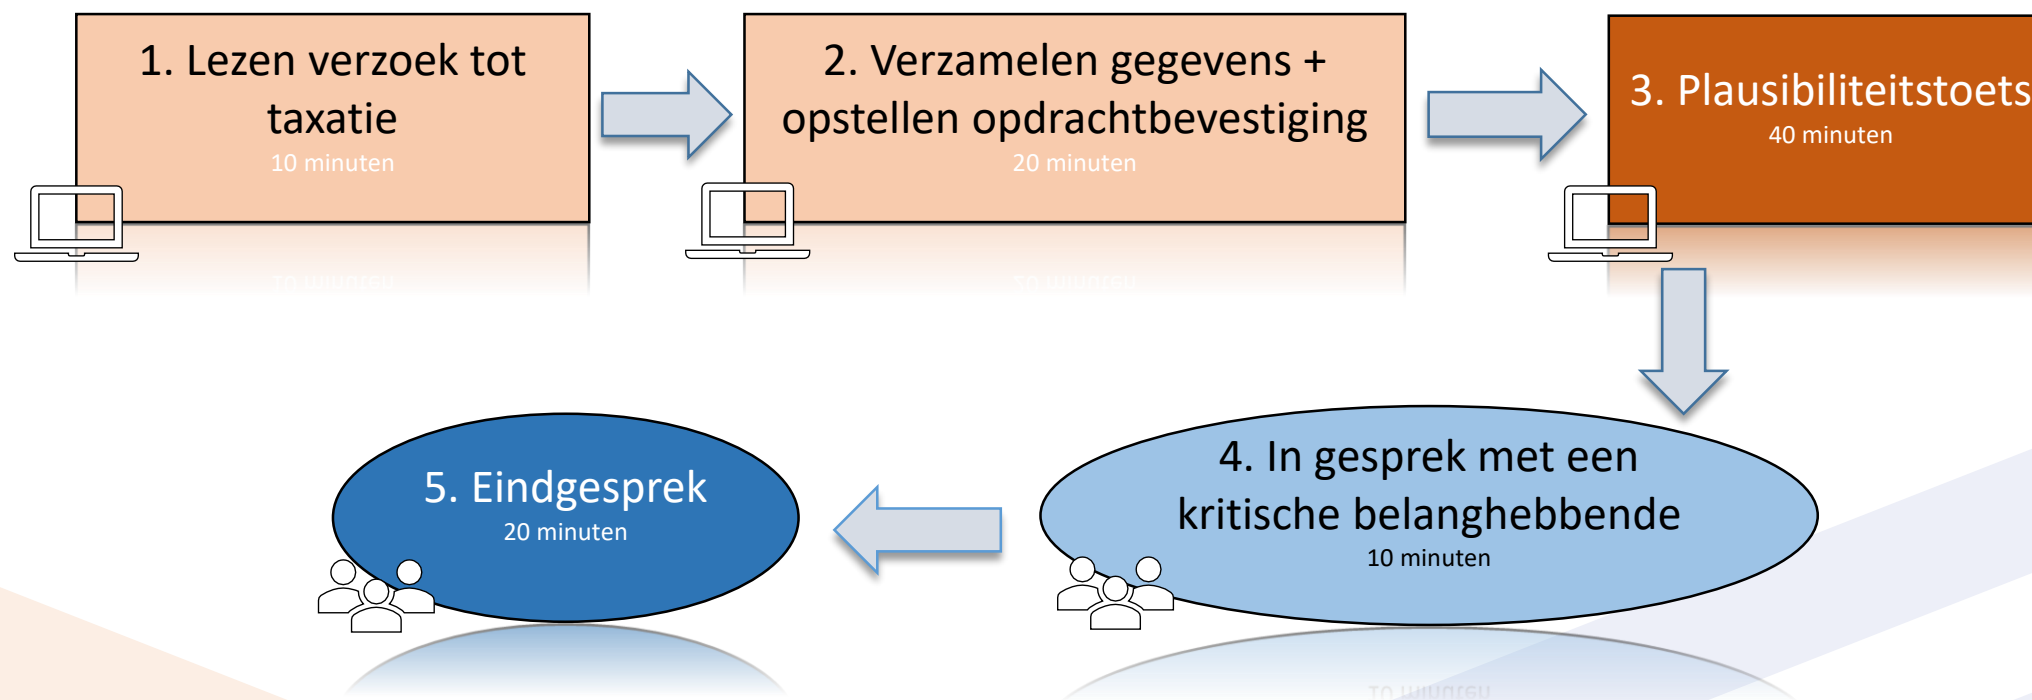 1. Lezen verzoek tot
taxatie
10 minuten
2. Verzamelen gegevens +
opstellen opdrachtbevestiging
20 minuten
3. Plausibiliteitstoets
40 minuten
4. In gesprek met een
kritische belanghebbende
10 minuten
5. Eindgesprek
20 minuten